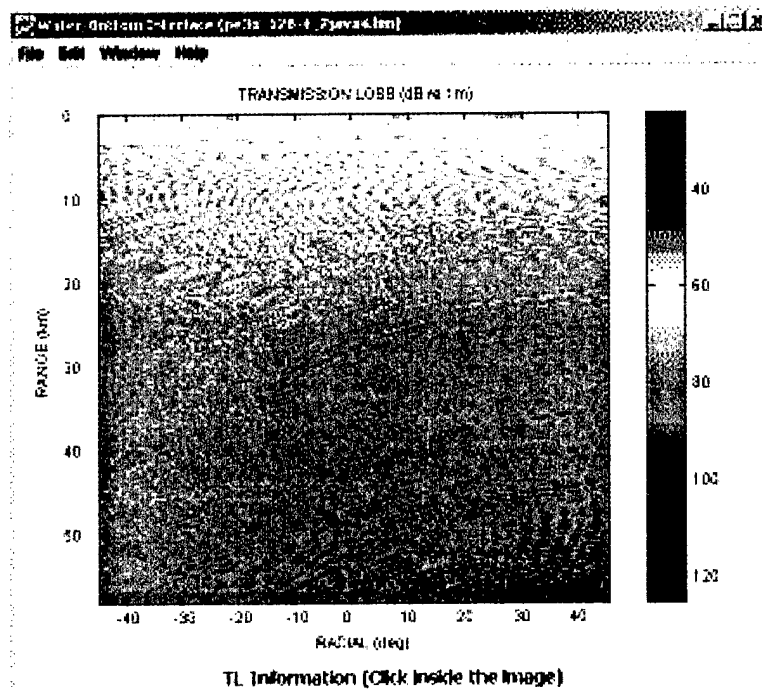 Water
File Edit Window Help
TRANSMISSION LOSS (dB re 1m)
0
10
20
30
40
50
RANGE (km)
-40 -30 -20 -10 0 10 20 30 40
RADIAL (deg)
40
60
80
100
120
TL Information (Click inside the image)